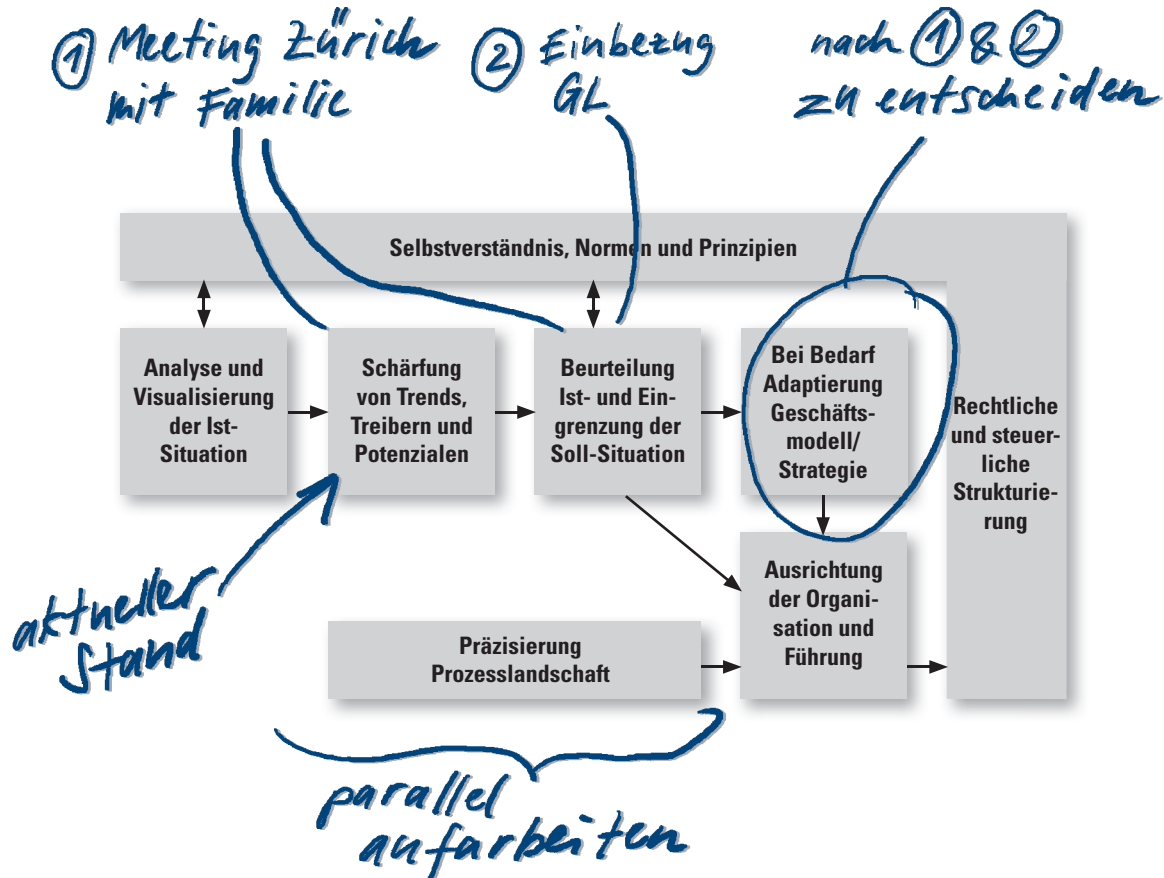 ① Meeting Zürich
mit Familie
② Einbezug
GL
nach ① & ②
zu entscheiden
Selbstverständnis, Normen und Prinzipien
Analyse und
Visualisierung
der Ist-
Situation
Schärfung
von Trends,
Treibern und
Potenzialen
Beurteilung
Ist- und Ein-
grenzung der
Soll-Situation
Bei Bedarf
Adaptierung
Geschäfts-
modell/
Strategie
Rechtliche
und steuer-
liche
Strukturie-
rung
aktueller
Stand
Präzisierung
Prozesslandschaft
Ausrichtung
der Organi-
sation und
Führung
parallel
aufarbeiten